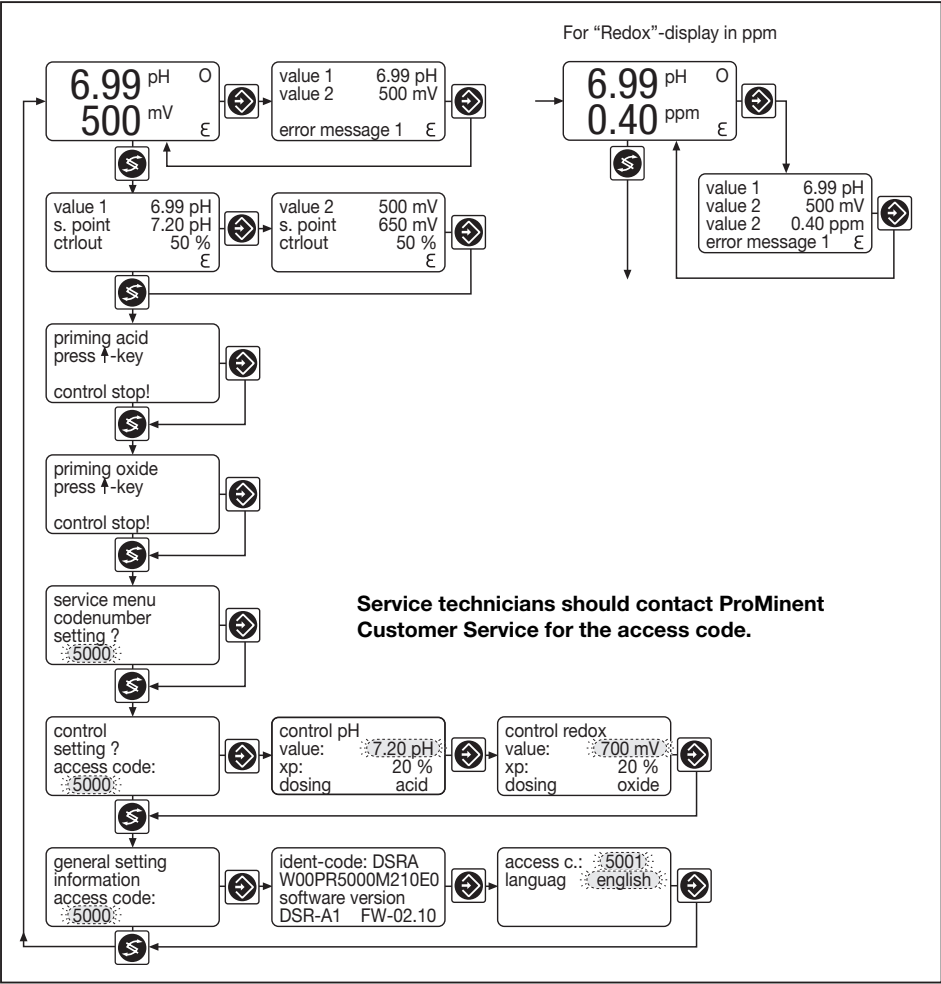 For “Redox”-display in ppm
6.99 pH O
500 mV ε
value 1 6.99 pH
value 2 500 mV
error message 1 ε
6.99 pH O
0.40 ppm ε
value 1 6.99 pH
value 2 500 mV
value 2 0.40 ppm
error message 1 ε
value 1 6.99 pH
s. point 7.20 pH
ctrlout 50 %
ε
value 2 500 mV
s. point 650 mV
ctrlout 50 %
ε
priming acid
press ↑-key
control stop!
priming oxide
press ↑-key
control stop!
service menu
codenumber
setting ?
5000
Service technicians should contact ProMinent
Customer Service for the access code.
control
setting ?
access code:
5000
control pH
value: 7.20 pH
xp: 20 %
dosing acid
control redox
value: 700 mV
xp: 20 %
dosing oxide
general setting
information
access code:
5000
ident-code: DSRA
W00PR5000M210E0
software version
DSR-A1 FW-02.10
access c.: 5001
languag english